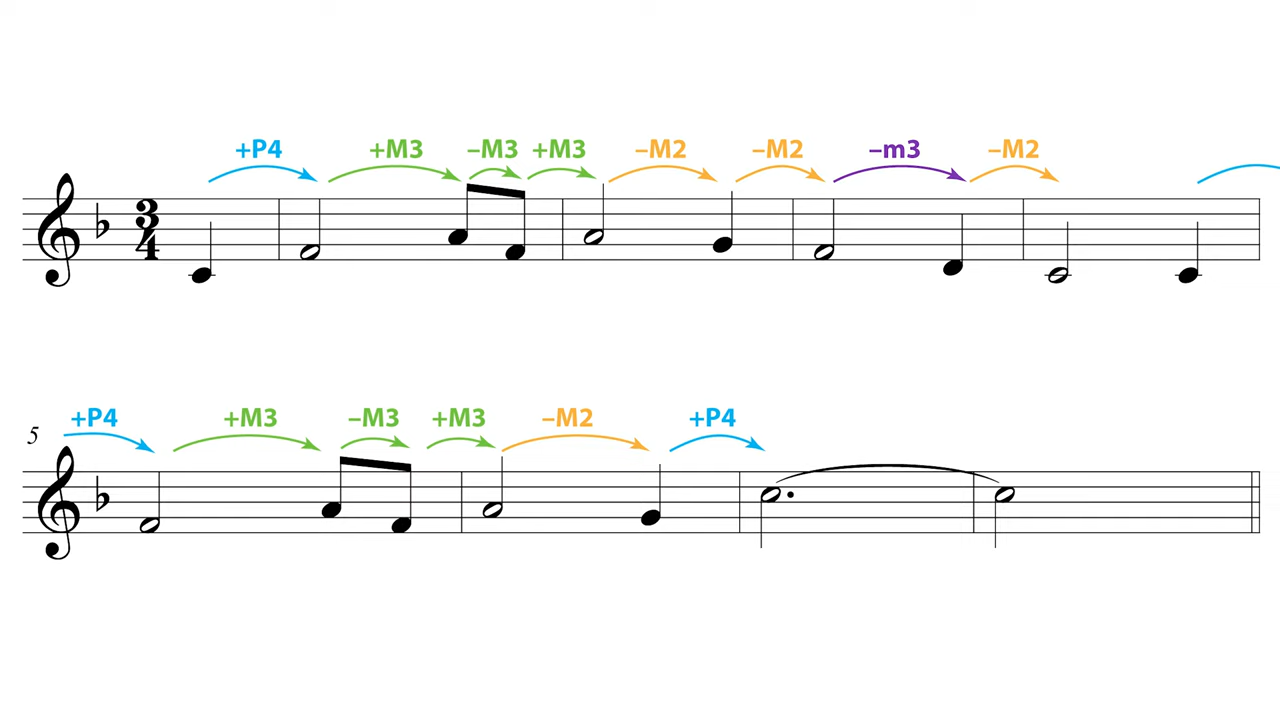 +P4 +M3 –M3 +M3 –M2 –M2 –m3 –M2
3
4
+P4 +M3 –M3 +M3 –M2 +P4
5